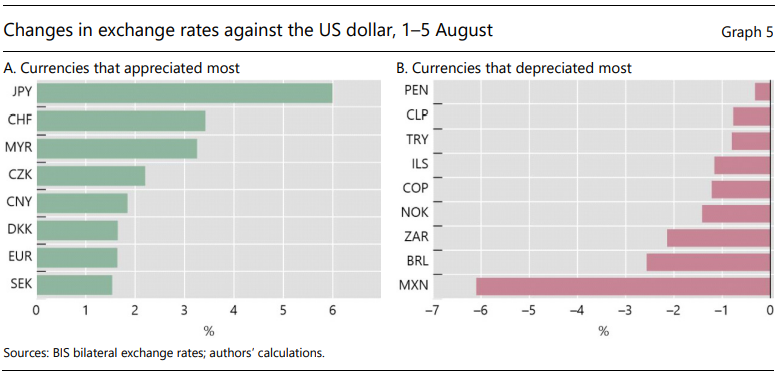 Changes in exchange rates against the US dollar, 1–5 August
Graph 5
A. Currencies that appreciated most
JPY
CHF
MYR
CZK
CNY
DKK
EUR
SEK
0 1 2 3 4 5 6
%
B. Currencies that depreciated most
PEN
CLP
TRY
ILS
COP
NOK
ZAR
BRL
MXN
–7 –6 –5 –4 –3 –2 –1 0
%
Sources: BIS bilateral exchange rates; authors’ calculations.